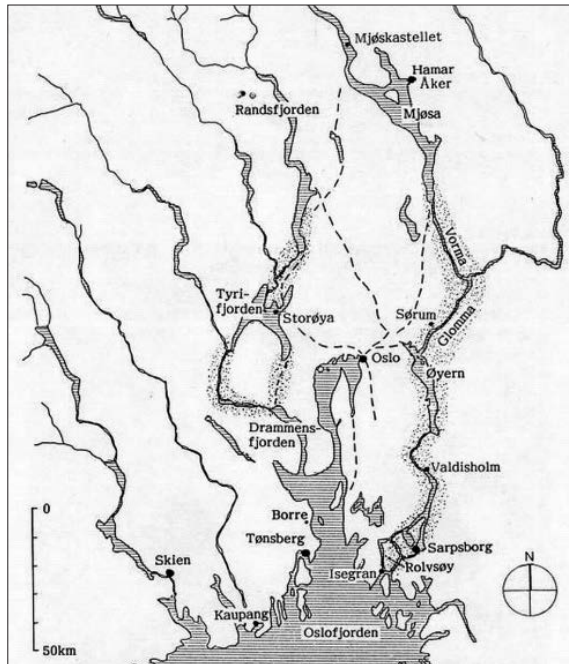 Mjøskastellet
Hamar
Åker
Randsfjorden
Mjøsa
Vorma
Tyri-
fjorden
Storøya
Sørum
Glomma
Oslo
Øyern
Drammens-
fjorden
Valdisholm
0
Borre
Tønsberg
Sarpsborg
N
Skien
Isegran
Rolvsøy
Kaupang
Oslofjorden
50km